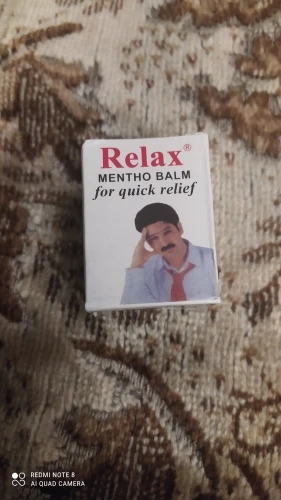 Relax®
MENTHO BALM
for quick relief
REDMI NOTE 8
AI QUAD CAMERA